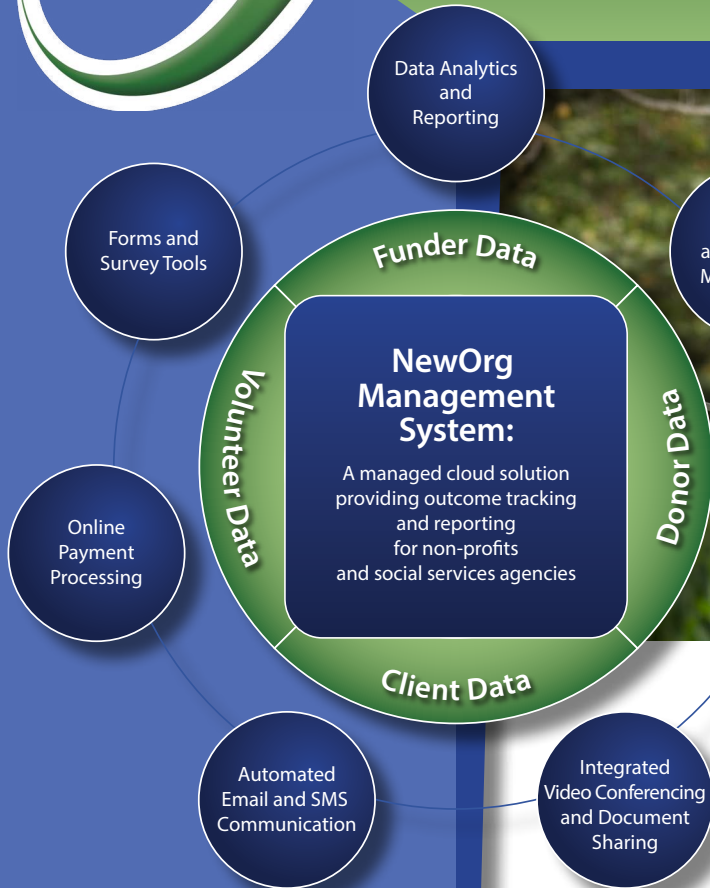 Data Analytics
and
Reporting
Forms and
Survey Tools
Funder Data
Volunteer Data
Donor Data
Client Data
NewOrg
Management
System:
A managed cloud solution
providing outcome tracking
and reporting
for non-profits
and social services agencies
Online
Payment
Processing
Automated
Email and SMS
Communication
Integrated
Video Conferencing
and Document
Sharing